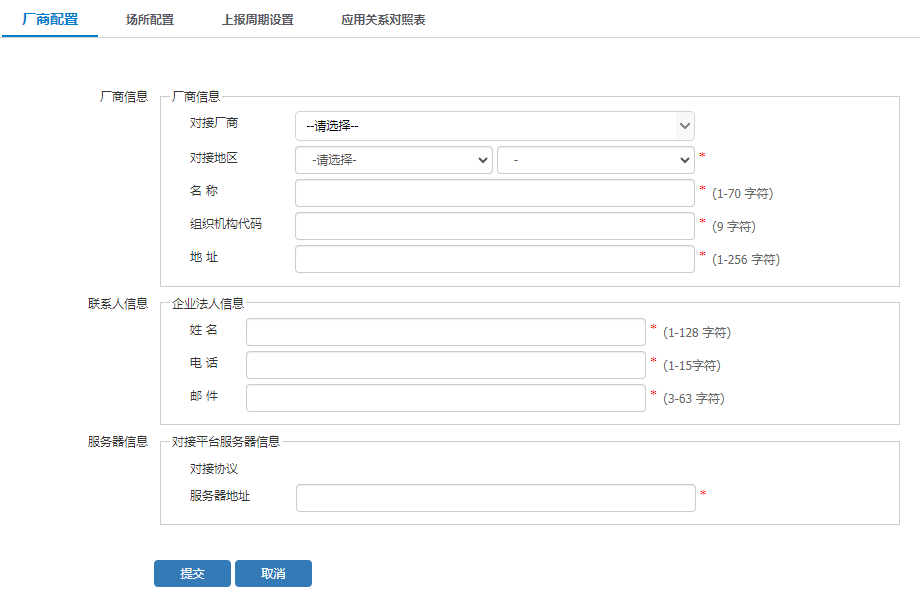 厂商配置 场所配置 上报周期设置 应用关系对照表
厂商信息 厂商信息
对接厂商 --请选择--
对接地区 -请选择- - *
名 称 * (1-70 字符)
组织机构代码 * (9 字符)
地 址 * (1-256 字符)
联系人信息 企业法人信息
姓 名 * (1-128 字符)
电 话 * (1-15字符)
邮 件 * (3-63 字符)
服务器信息 对接平台服务器信息
对接协议
服务器地址 *
提交 取消